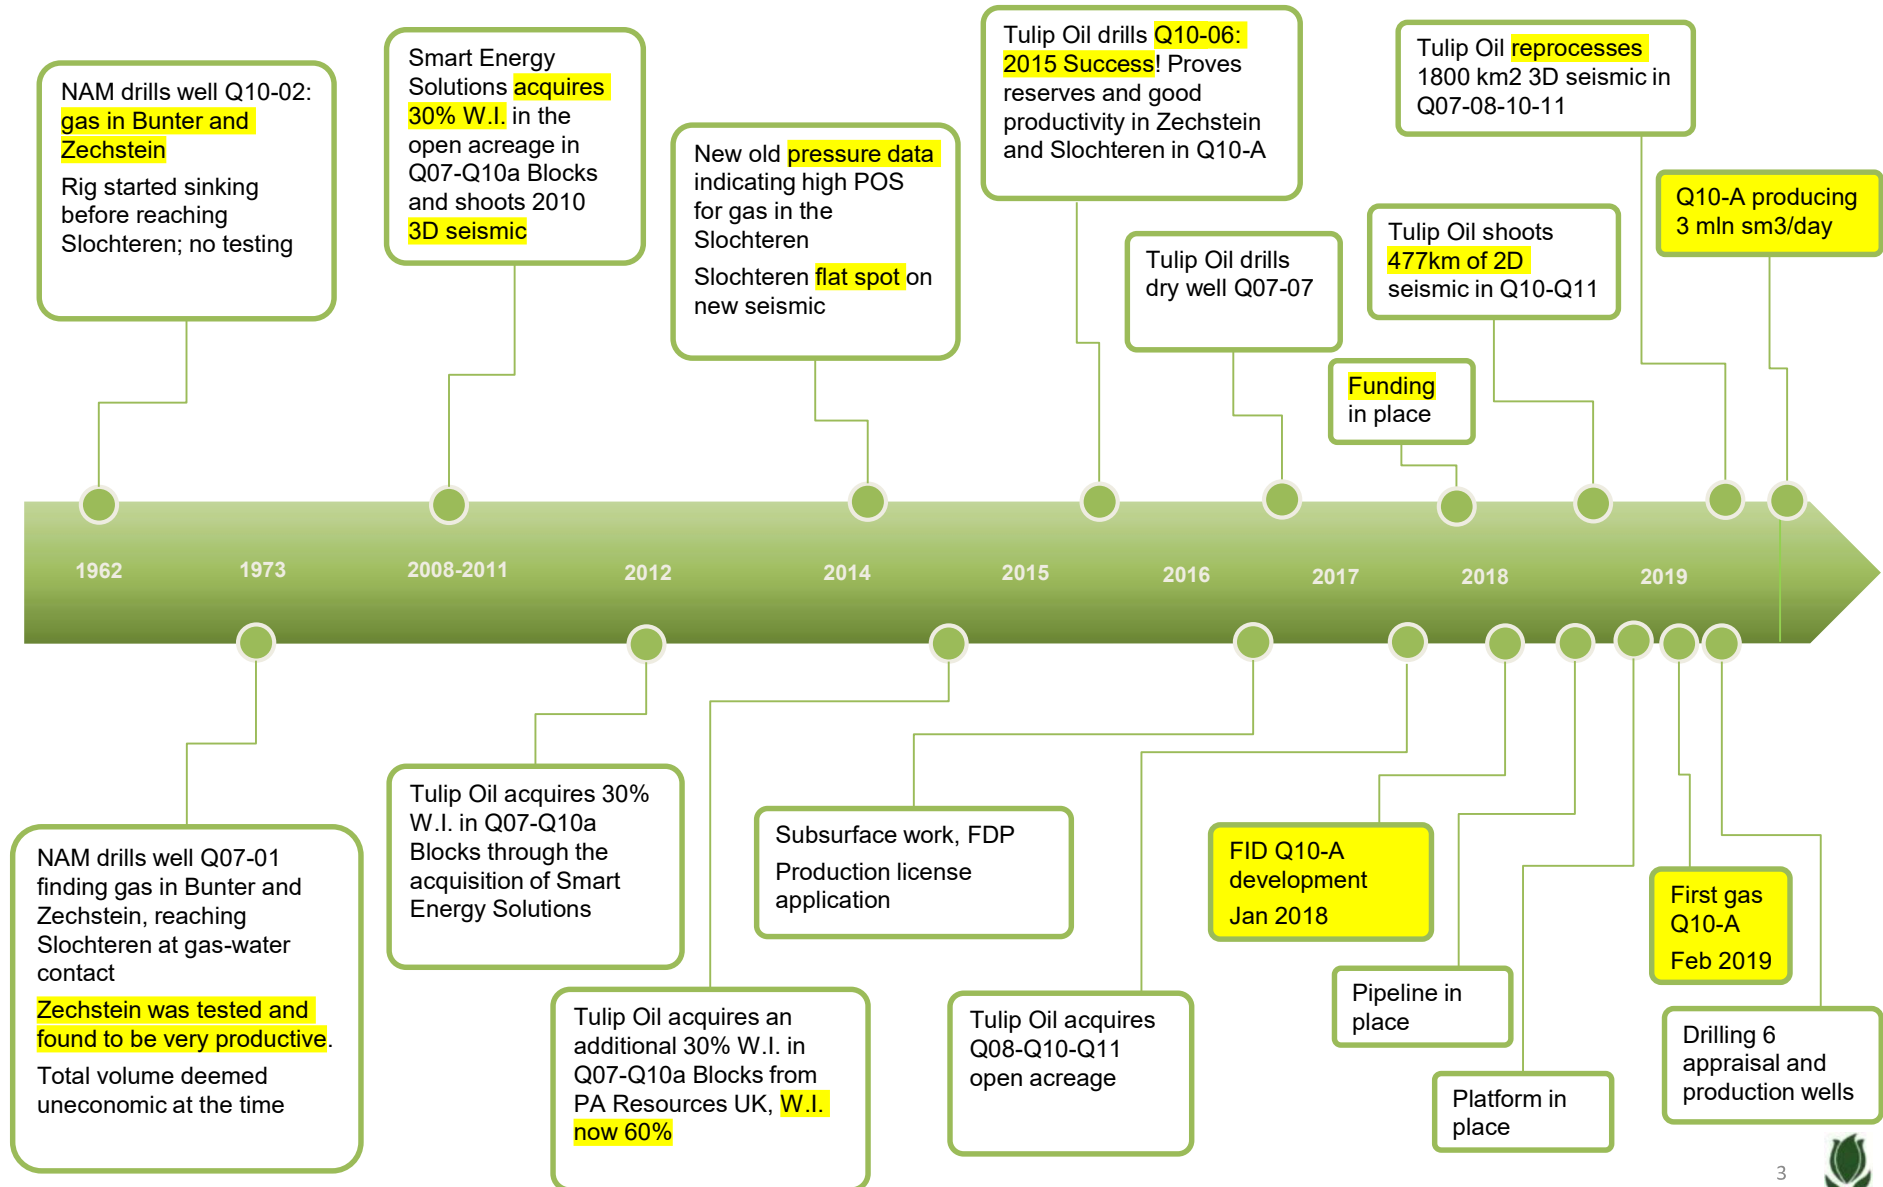 NAM drills well Q10-02:
gas in Bunter and
Zechstein
Rig started sinking
before reaching
Slochteren; no testing
Smart Energy
Solutions acquires
30% W.I. in the
open acreage in
Q07-Q10a Blocks
and shoots 2010
3D seismic
New old pressure data
indicating high POS
for gas in the
Slochteren
Slochteren flat spot on
new seismic
Tulip Oil drills Q10-06:
2015 Success! Proves
reserves and good
productivity in Zechstein
and Slochteren in Q10-A
Tulip Oil drills
dry well Q07-07
Funding
in place
Tulip Oil shoots
477km of 2D
seismic in Q10-Q11
Tulip Oil reprocesses
1800 km2 3D seismic in
Q07-08-10-11
Q10-A producing
3 mln sm3/day
1962
1973
2008-2011
2012
2014
2015
2016
2017
2018
2019
NAM drills well Q07-01
finding gas in Bunter and
Zechstein, reaching
Slochteren at gas-water
contact
Zechstein was tested and
found to be very productive.
Total volume deemed
uneconomic at the time
Tulip Oil acquires 30%
W.I. in Q07-Q10a
Blocks through the
acquisition of Smart
Energy Solutions
Tulip Oil acquires an
additional 30% W.I. in
Q07-Q10a Blocks from
PA Resources UK, W.I.
now 60%
Subsurface work, FDP
Production license
application
Tulip Oil acquires
Q08-Q10-Q11
open acreage
FID Q10-A
development
Jan 2018
Pipeline in
place
Platform in
place
First gas
Q10-A
Feb 2019
Drilling 6
appraisal and
production wells
3